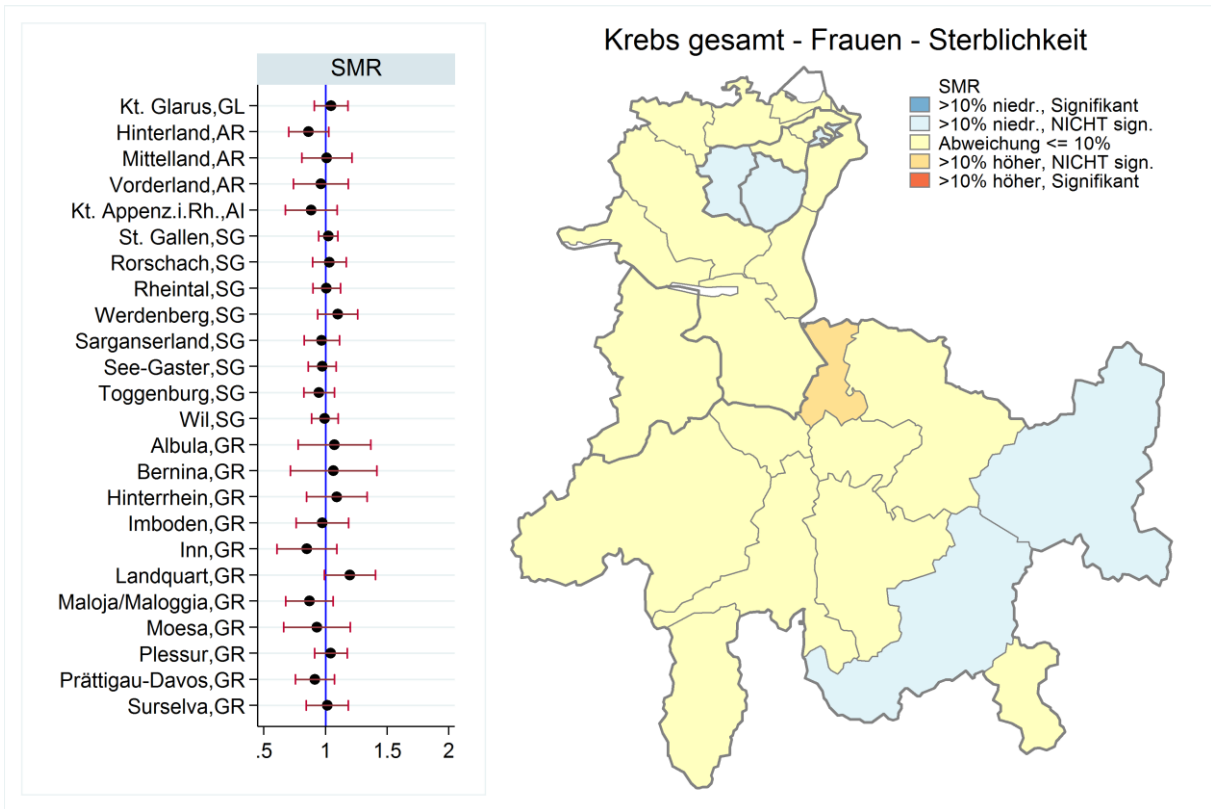 Krebs gesamt - Frauen - Sterblichkeit
SMR
Kt. Glarus,GL
Hinterland,AR
Mittelland,AR
Vorderland,AR
Kt. Appenz.i.Rh.,AI
St. Gallen,SG
Rorschach,SG
Rheintal,SG
Werdenberg,SG
Sarganserland,SG
See-Gaster,SG
Toggenburg,SG
Wil,SG
Albula,GR
Bernina,GR
Hinterrhein,GR
Imboden,GR
Inn,GR
Landquart,GR
Maloja/Maloggia,GR
Moesa,GR
Plessur,GR
Prättigau-Davos,GR
Surselva,GR
.5 1 1.5 2
SMR
>10% niedr., Signifikant
>10% niedr., NICHT sign.
Abweichung <= 10%
>10% höher, NICHT sign.
>10% höher, Signifikant